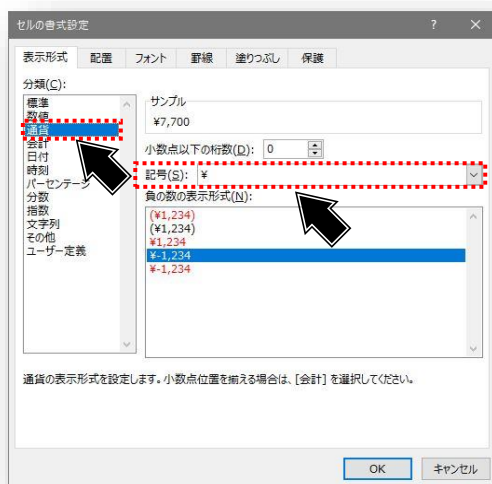 セルの書式設定
? ×
表示形式 配置 フォント 罫線 塗りつぶし 保護
分類(C):
標準
数値
通貨
会計
日付
時刻
パーセンテージ
分数
指数
文字列
その他
ユーザー定義
サンプル
¥7,700
小数点以下の桁数(D): 0
記号(S): ¥
負の数の表示形式(N):
(¥1,234)
(¥1,234)
¥1,234
¥-1,234
¥-1,234
通貨の表示形式を設定します。小数点位置を揃える場合は、[会計] を選択してください。
OK キャンセル